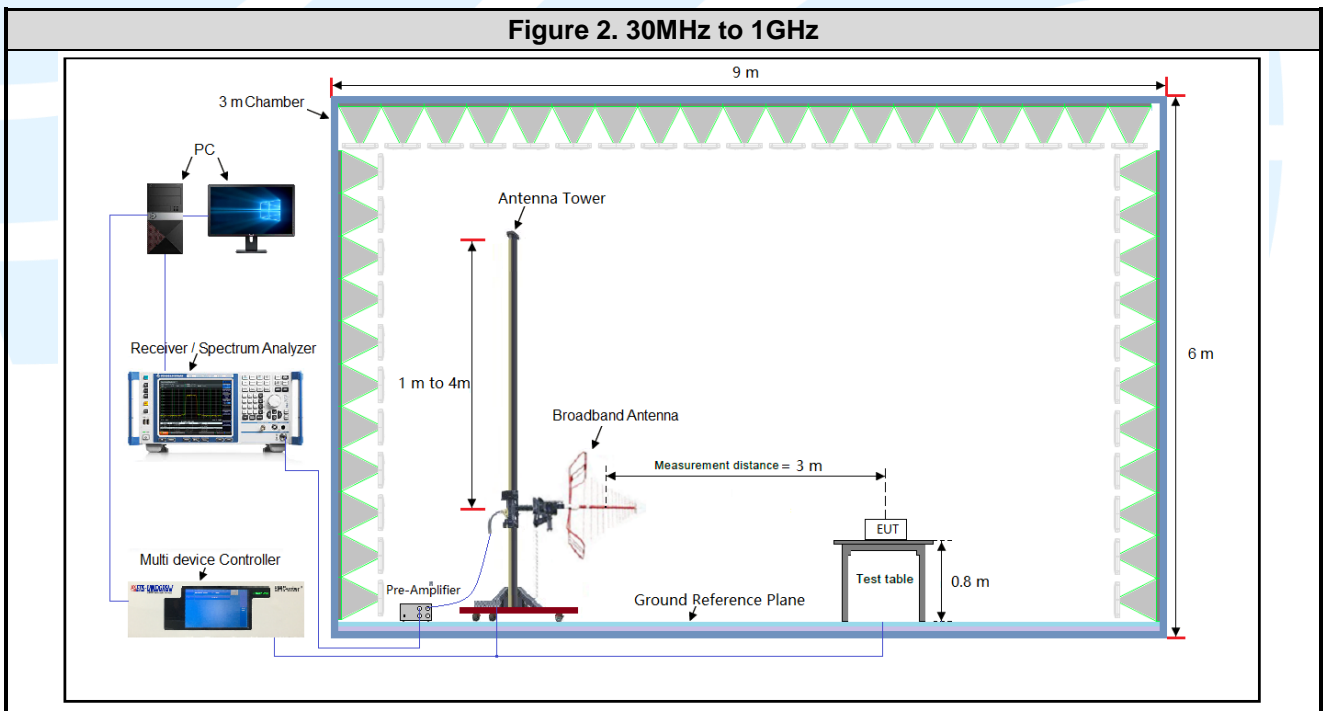 Figure 2. 30MHz to 1GHz
9 m
3 m Chamber
PC
Antenna Tower
Receiver / Spectrum Analyzer
1 m to 4m
6 m
Broadband Antenna
Measurement distance = 3 m
EUT
Multi device Controller
Test table
0.8 m
Pre-Amplifier
Ground Reference Plane